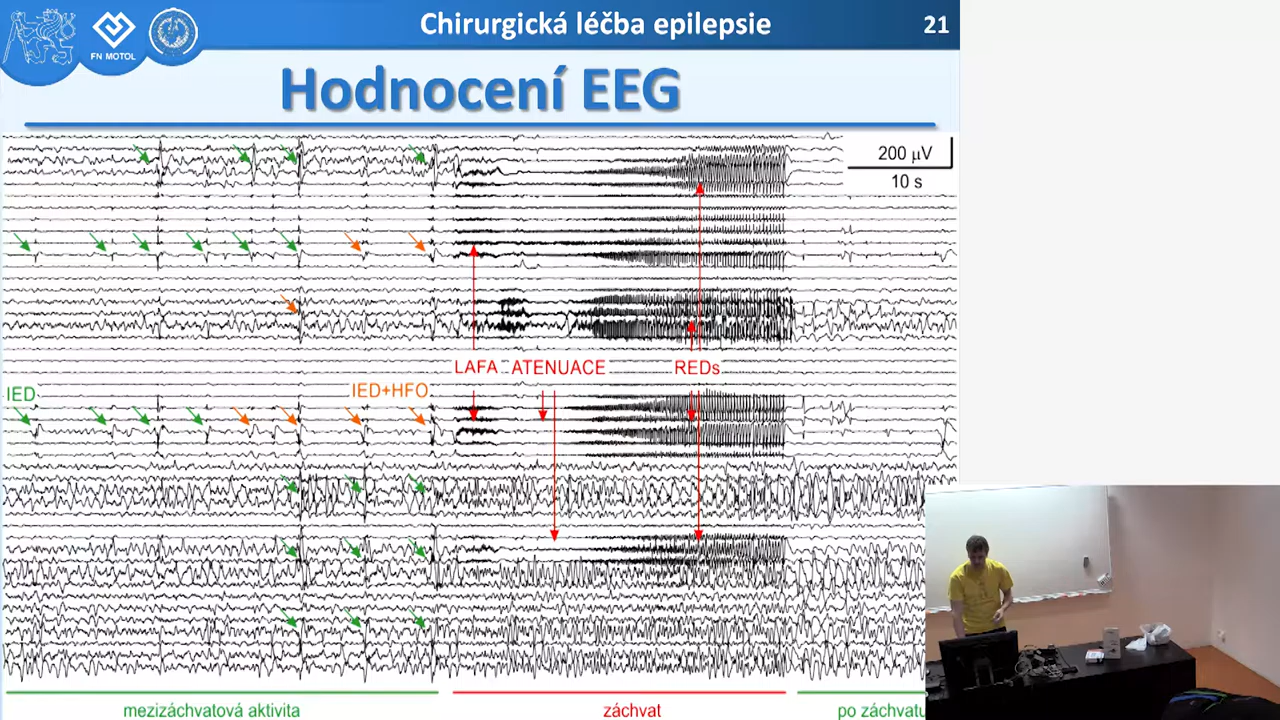 Chirurgická léčba epilepsie
21
FN MOTOL
Hodnocení EEG
200 µV
10 s
LAFA
ATENUACE
REDs
IED
IED+HFO
mezizáchvatová aktivita
záchvat
po záchvatu